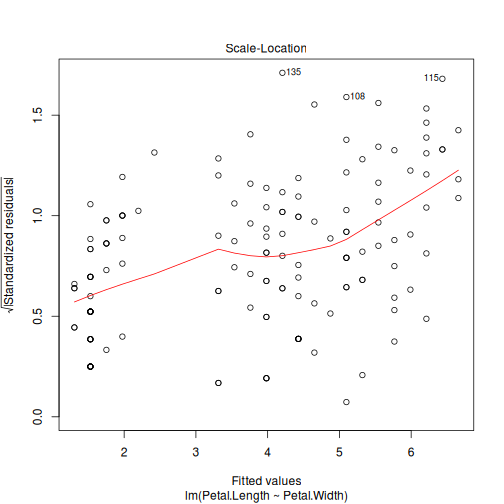 Scale-Location
√|Standardized residuals|
0.0 0.5 1.0 1.5
135
108
115
2 3 4 5 6
Fitted values
lm(Petal.Length ~ Petal.Width)